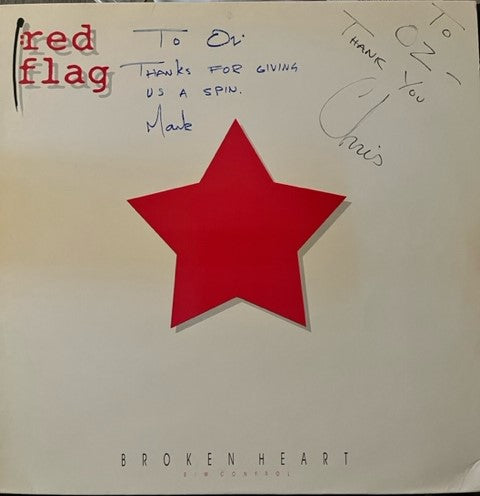 red
flag
To Oz
THANKS FOR GIVING
US A SPIN.
Mark
To
OZ-
THANK YOU
Chris
BROKEN HEART
B/W CONTROL